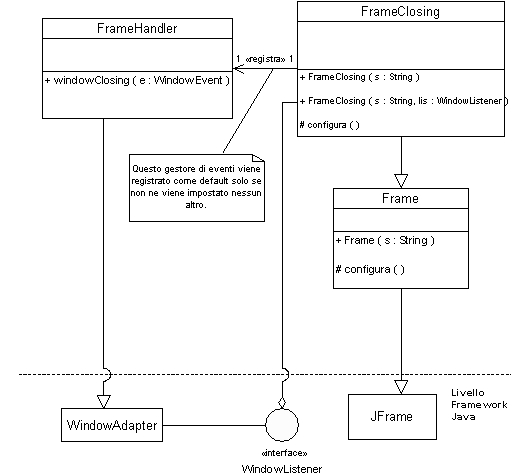 FrameHandler
+ windowClosing ( e : WindowEvent )
1 «registra» 1
FrameClosing
+ FrameClosing ( s : String )
+ FrameClosing ( s : String, lis : WindowListener )
# configura ( )
Questo gestore di eventi viene
registrato come default solo se
non ne viene impostato nessun
altro.
Frame
+ Frame ( s : String )
# configura ( )
Livello
Framework
Java
WindowAdapter
JFrame
«interface»
WindowListener